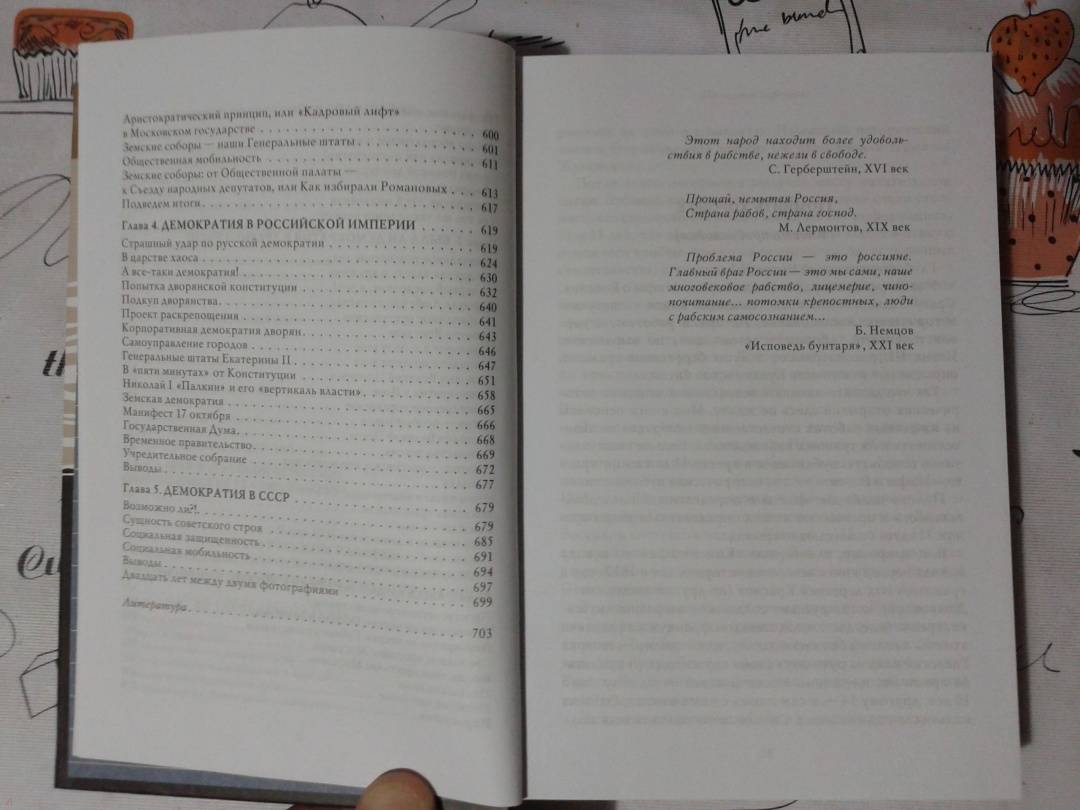 fine blend
Аристократический принцип, или «Кадровый лифт»
в Московском государстве . . . . 600
Земские соборы — наши Генеральные штаты . . . . 601
Общественная мобильность . . . . 611
Земские соборы: от Общественной палаты —
к Съезду народных депутатов, или Как избирали Романовых . . . . 613
Подведем итоги . . . . 617
Глава 4. ДЕМОКРАТИЯ В РОССИЙСКОЙ ИМПЕРИИ . . . . 619
Страшный удар по русской демократии . . . . 619
В царстве хаоса . . . . 624
А все-таки демократия! . . . . 630
Попытка дворянской конституции . . . . 632
Подкуп дворянства . . . . 640
Проект раскрепощения . . . . 641
Корпоративная демократия дворян . . . . 643
Самоуправление городов . . . . 646
Генеральные штаты Екатерины II . . . . 647
В «пяти минутах» от Конституции . . . . 651
Николай I «Палкин» и его «вертикаль власти» . . . . 658
Земская демократия . . . . 665
Манифест 17 октября . . . . 666
Государственная Дума . . . . 668
Временное правительство . . . . 669
Учредительное собрание . . . . 672
Выводы . . . . 677
Глава 5. ДЕМОКРАТИЯ В СССР . . . . 679
Возможно ли?! . . . . 679
Сущность советского строя . . . . 685
Социальная защищенность . . . . 691
Социальная мобильность . . . . 694
Выводы . . . . 697
Двадцать лет между двумя фотографиями . . . . 699
Литература . . . . 703
Этот народ находит более удоволь-
ствия в рабстве, нежели в свободе.
С. Герберштейн, XVI век
Прощай, немытая Россия,
Страна рабов, страна господ.
М. Лермонтов, XIX век
Проблема России — это россияне.
Главный враг России — это мы сами, наше
многовековое рабство, лицемерие, чино-
почитание... потомки крепостных, люди
с рабским самосознанием...
Б. Немцов
«Исповедь бунтаря», XXI век